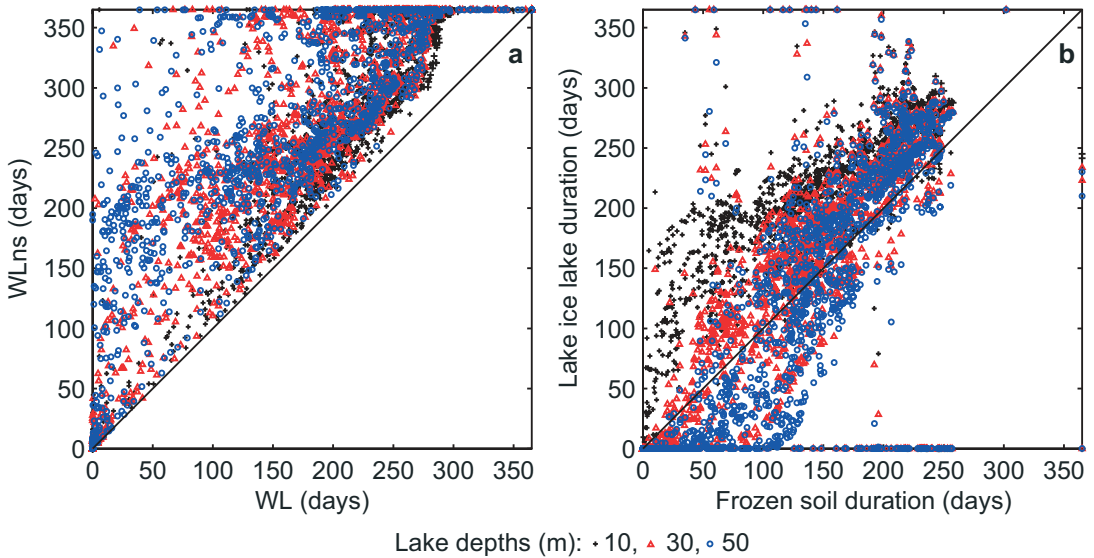 a
350
300
250
200
150
100
50
0
WLns (days)
0 50 100 150 200 250 300 350
WL (days)
b
350
300
250
200
150
100
50
0
Lake ice lake duration (days)
0 50 100 150 200 250 300 350
Frozen soil duration (days)
Lake depths (m): 10, 30, 50